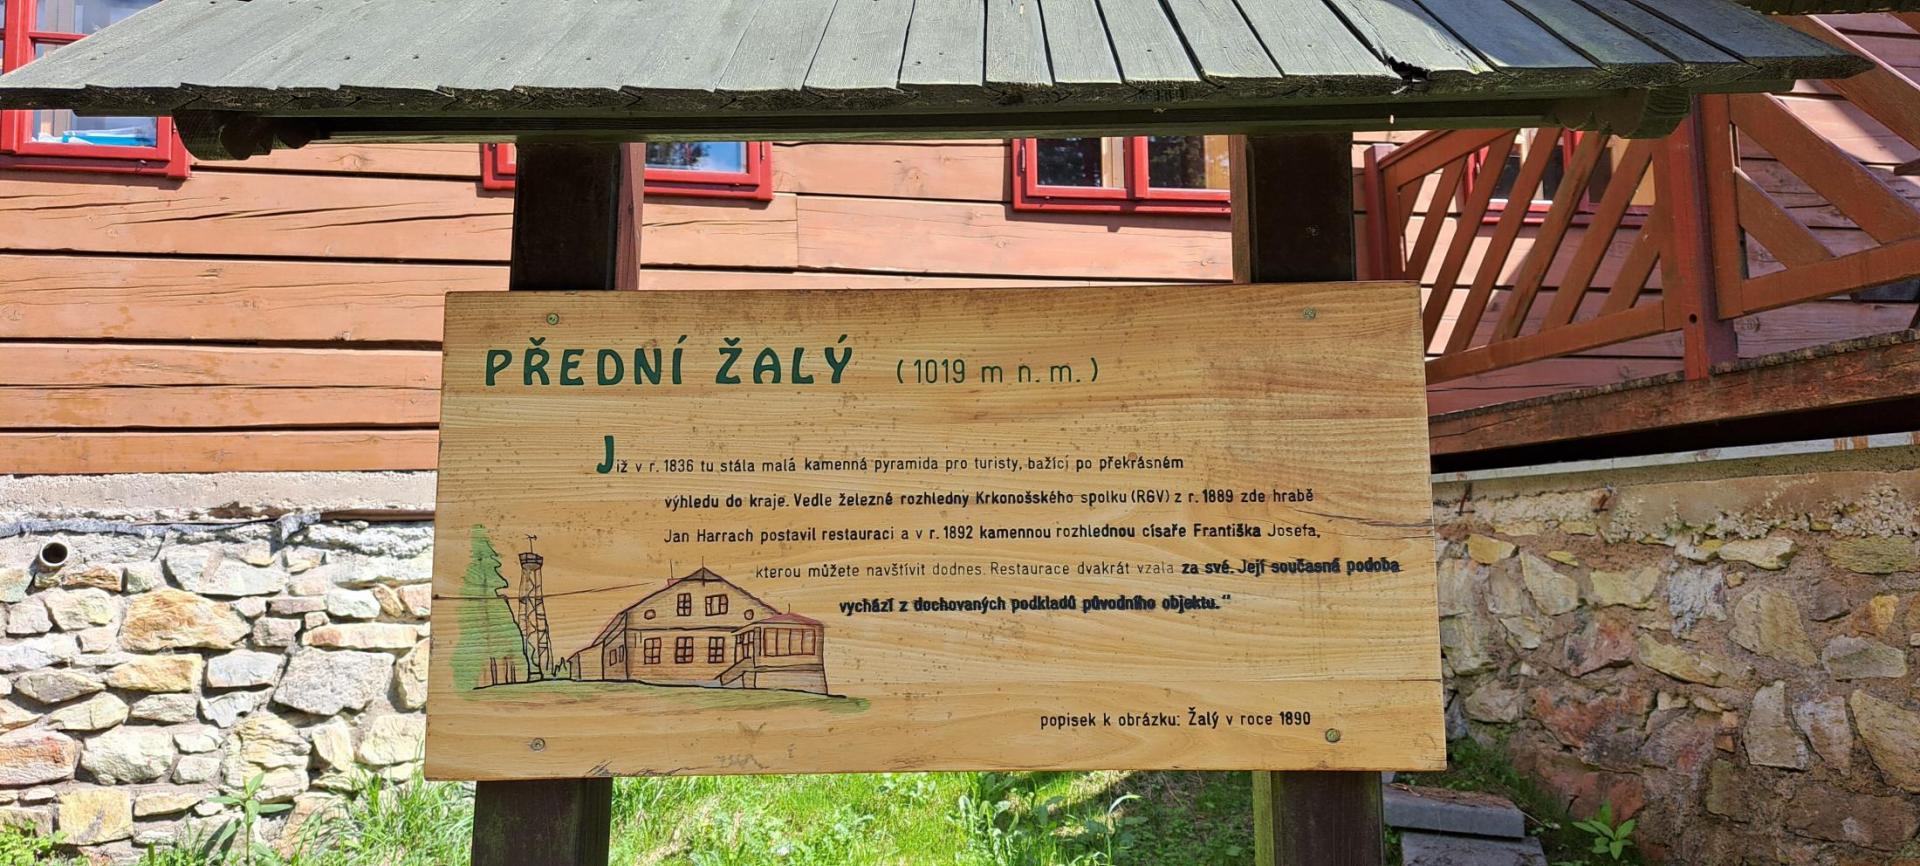 PŘEDNÍ ŽALÝ (1019 m n. m.)
Již v r. 1836 tu stála malá kamenná pyramida pro turisty, bažící po překrásném
výhledu do kraje. Vedle železné rozhledny Krkonošského spolku (RGV) z r. 1889 zde hrabě
Jan Harrach postavil restauraci a v r. 1892 kamennou rozhlednou císaře Františka Josefa,
kterou můžete navštívit dodnes. Restaurace dvakrát vzala za své. Její současná podoba
vychází z dochovaných podkladů původního objektu.“
popisek k obrázku: Žalý v roce 1890